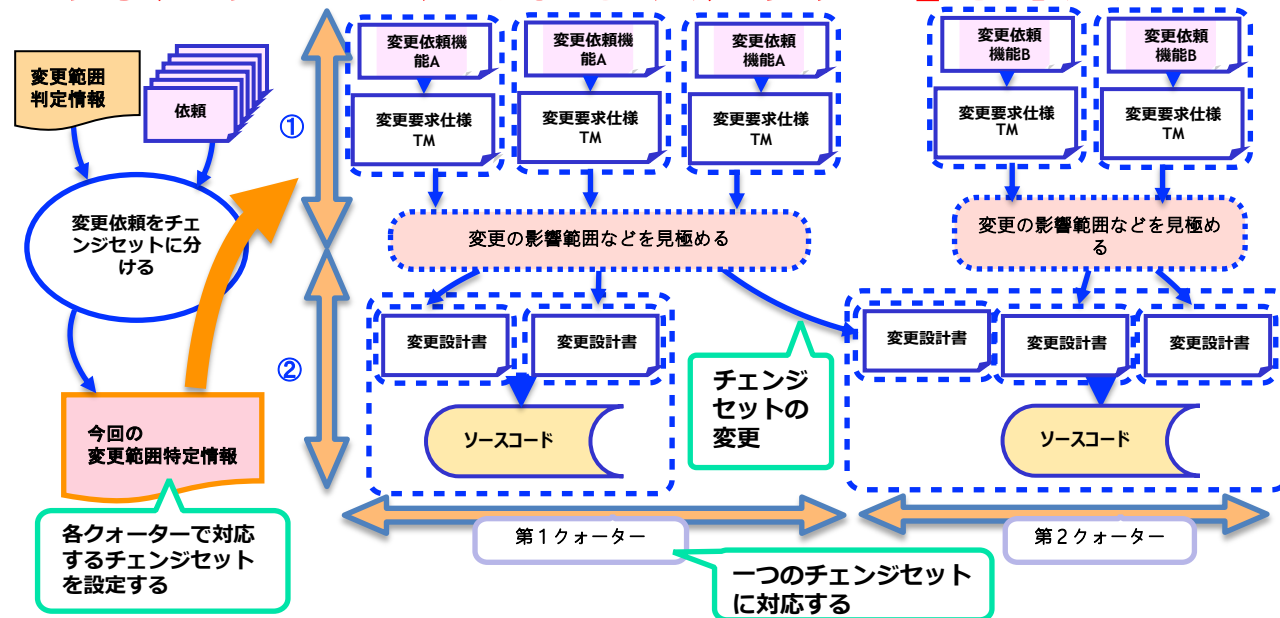 変更範囲
判定情報
依頼
変更依頼をチェ
ンジセットに分
ける
今回の
変更範囲特定情報
各クォーターで対応
するチェンジセット
を設定する
①
②
変更依頼機
能A
変更依頼機
能A
変更依頼
機能A
変更要求仕様
TM
変更要求仕様
TM
変更要求仕様
TM
変更の影響範囲などを見極める
変更設計書
変更設計書
ソースコード
チェンジ
セットの
変更
第１クォーター
一つのチェンジセット
に対応する
変更依頼
機能B
変更依頼
機能B
変更要求仕様
TM
変更要求仕様
TM
変更の影響範囲などを見極め
る
変更設計書
変更設計書
変更設計書
ソースコード
第２クォーター